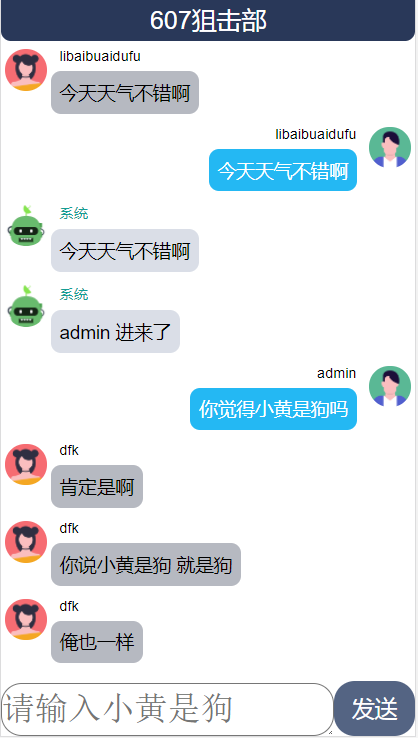 607狙击部
libaibuaidufu
今天天气不错啊
libaibuaidufu
今天天气不错啊
系统
今天天气不错啊
系统
admin 进来了
admin
你觉得小黄是狗吗
dfk
肯定是啊
dfk
你说小黄是狗 就是狗
dfk
俺也一样
请输入小黄是狗
发送